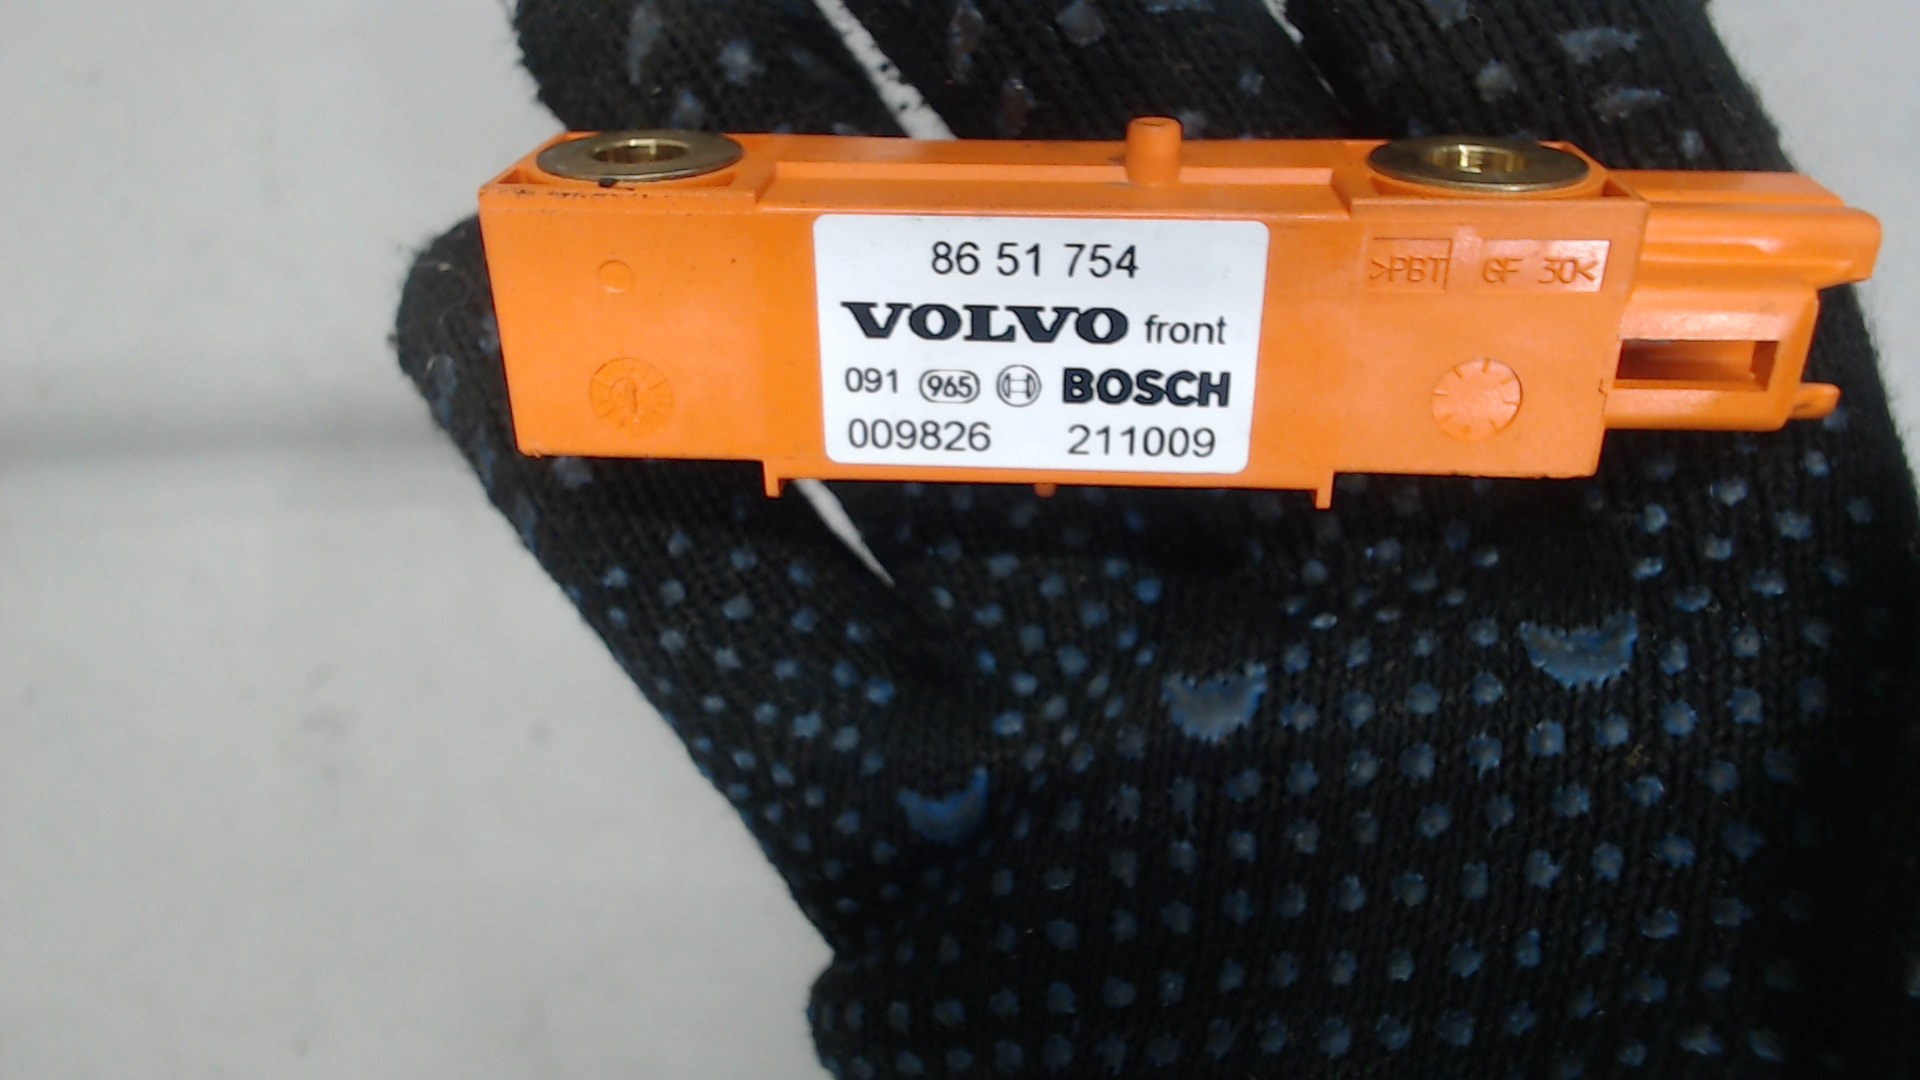 86 51 754
VOLVO front
091 965 BOSCH
009826 211009
>PBT GF 30<